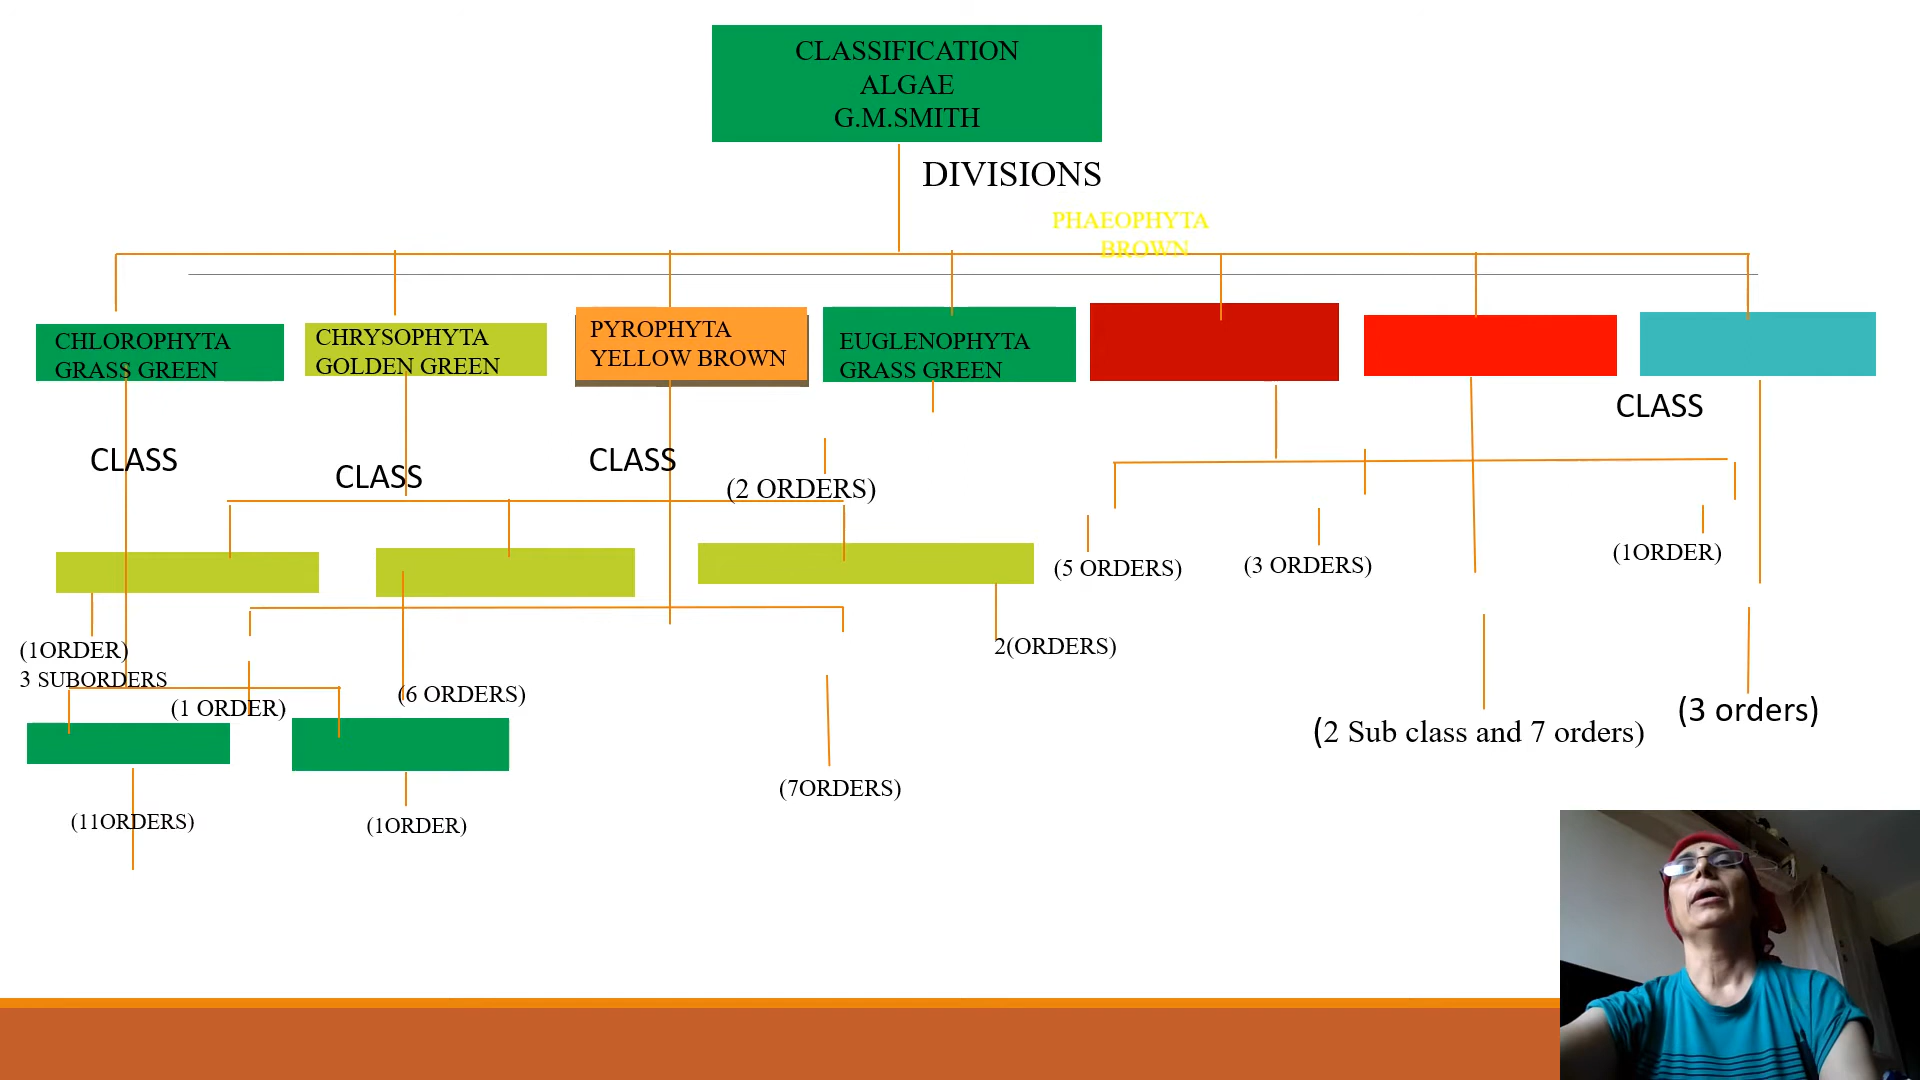 CLASSIFICATION
ALGAE
G.M.SMITH
DIVISIONS
PHAEOPHYTA
BROWN
CHLOROPHYTA
GRASS GREEN
CHRYSOPHYTA
GOLDEN GREEN
PYROPHYTA
YELLOW BROWN
EUGLENOPHYTA
GRASS GREEN
CLASS
CLASS
CLASS
CLASS
(2 ORDERS)
(5 ORDERS)
(3 ORDERS)
(1ORDER)
(1ORDER)
3 SUBORDERS
(1 ORDER)
(6 ORDERS)
2(ORDERS)
(7ORDERS)
(2 Sub class and 7 orders)
(3 orders)
(11ORDERS)
(1ORDER)